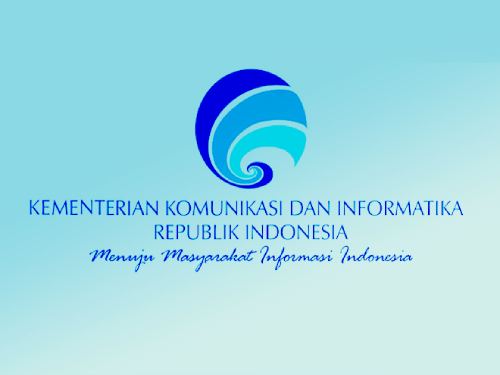 KEMENTERIAN KOMUNIKASI DAN INFORMATIKA
REPUBLIK INDONESIA
Menuju Masyarakat Informasi Indonesia